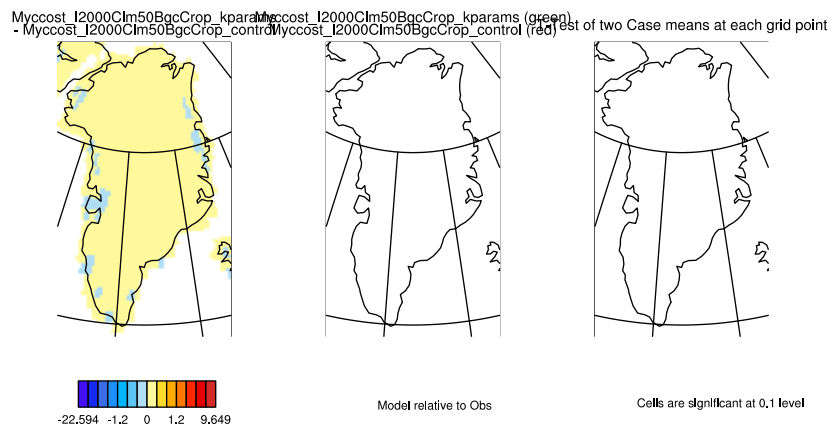 Myccost_I2000Clm50BgcCrop_kparams
- Myccost_I2000Clm50BgcCrop_control
Myccost_I2000Clm50BgcCrop_kparams (green)
Myccost_I2000Clm50BgcCrop_control (red)
T-Test of two Case means at each grid point
-22.594 -1.2 0 1.2 9.649
Model relative to Obs
Cells are significant at 0.1 level